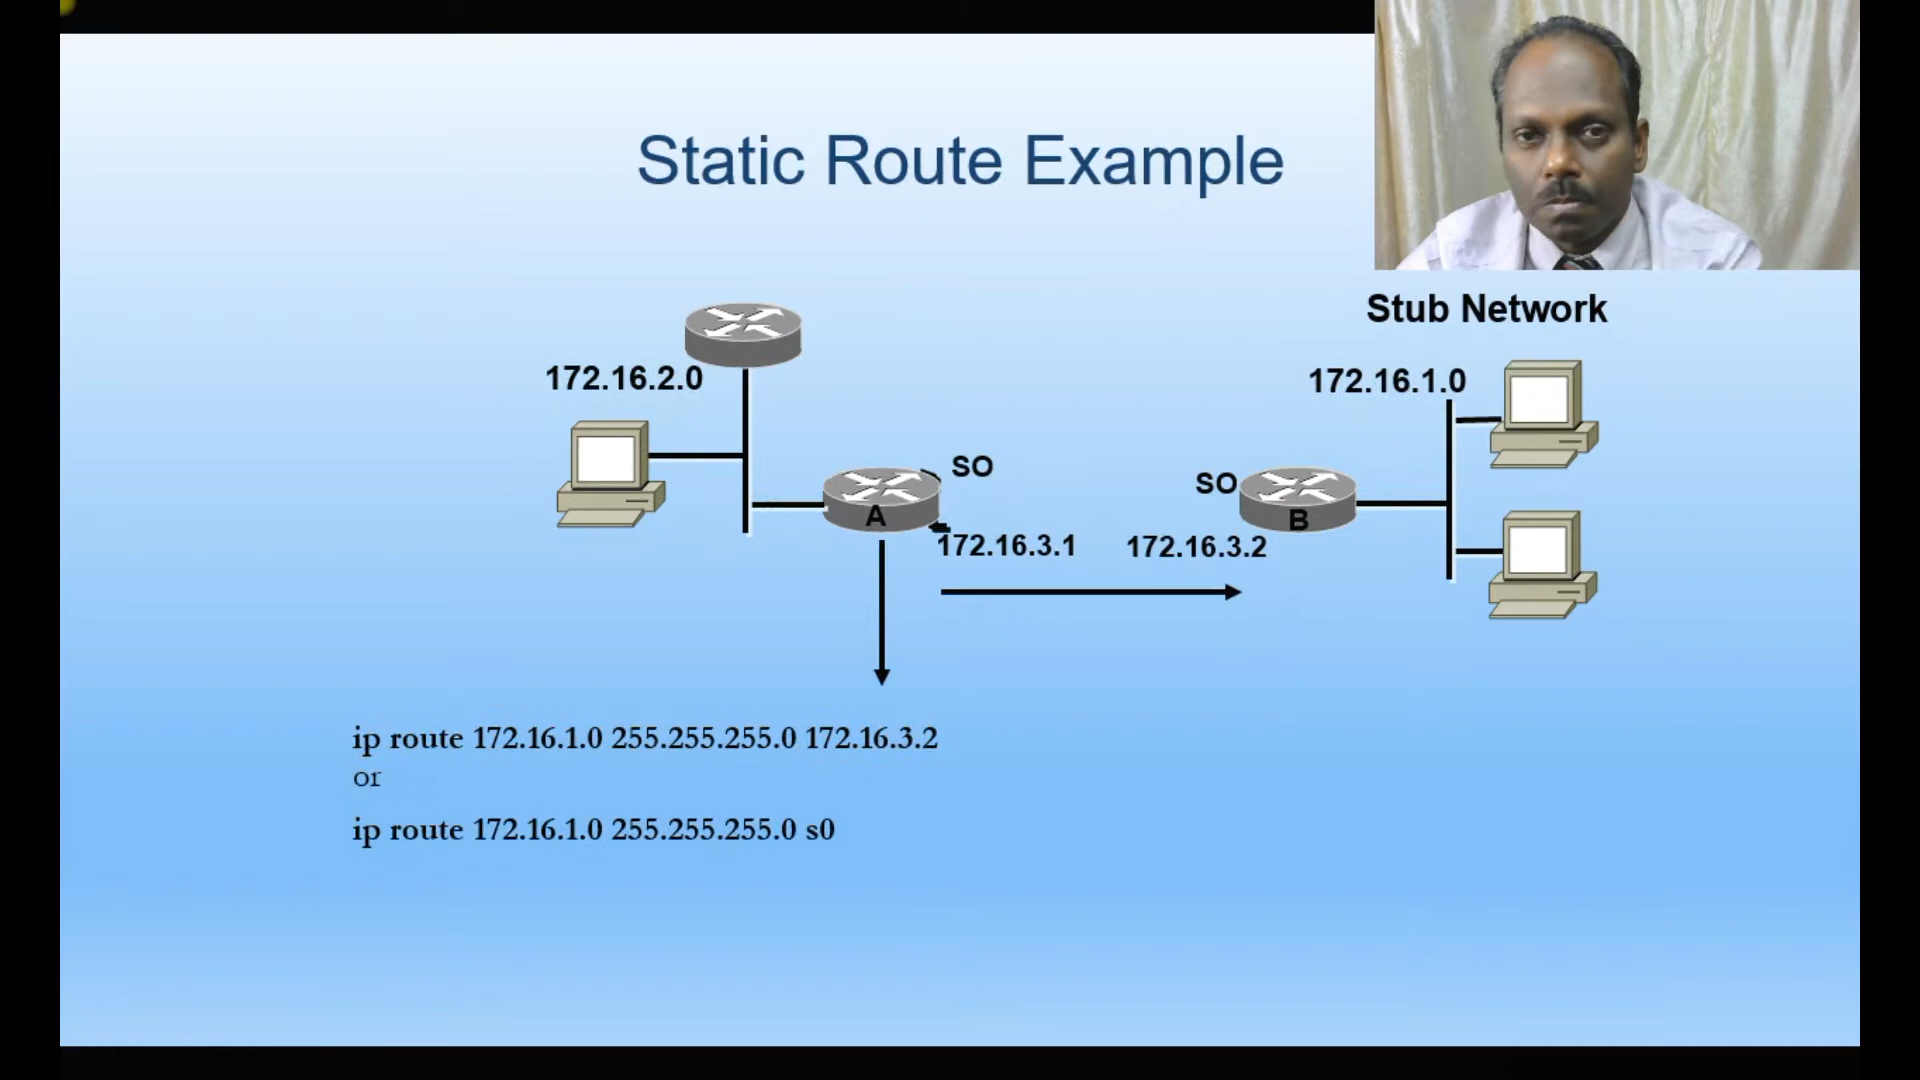 Static Route Example
Stub Network
172.16.2.0
172.16.1.0
SO
SO
A
B
172.16.3.1
172.16.3.2
ip route 172.16.1.0 255.255.255.0 172.16.3.2
or
ip route 172.16.1.0 255.255.255.0 s0